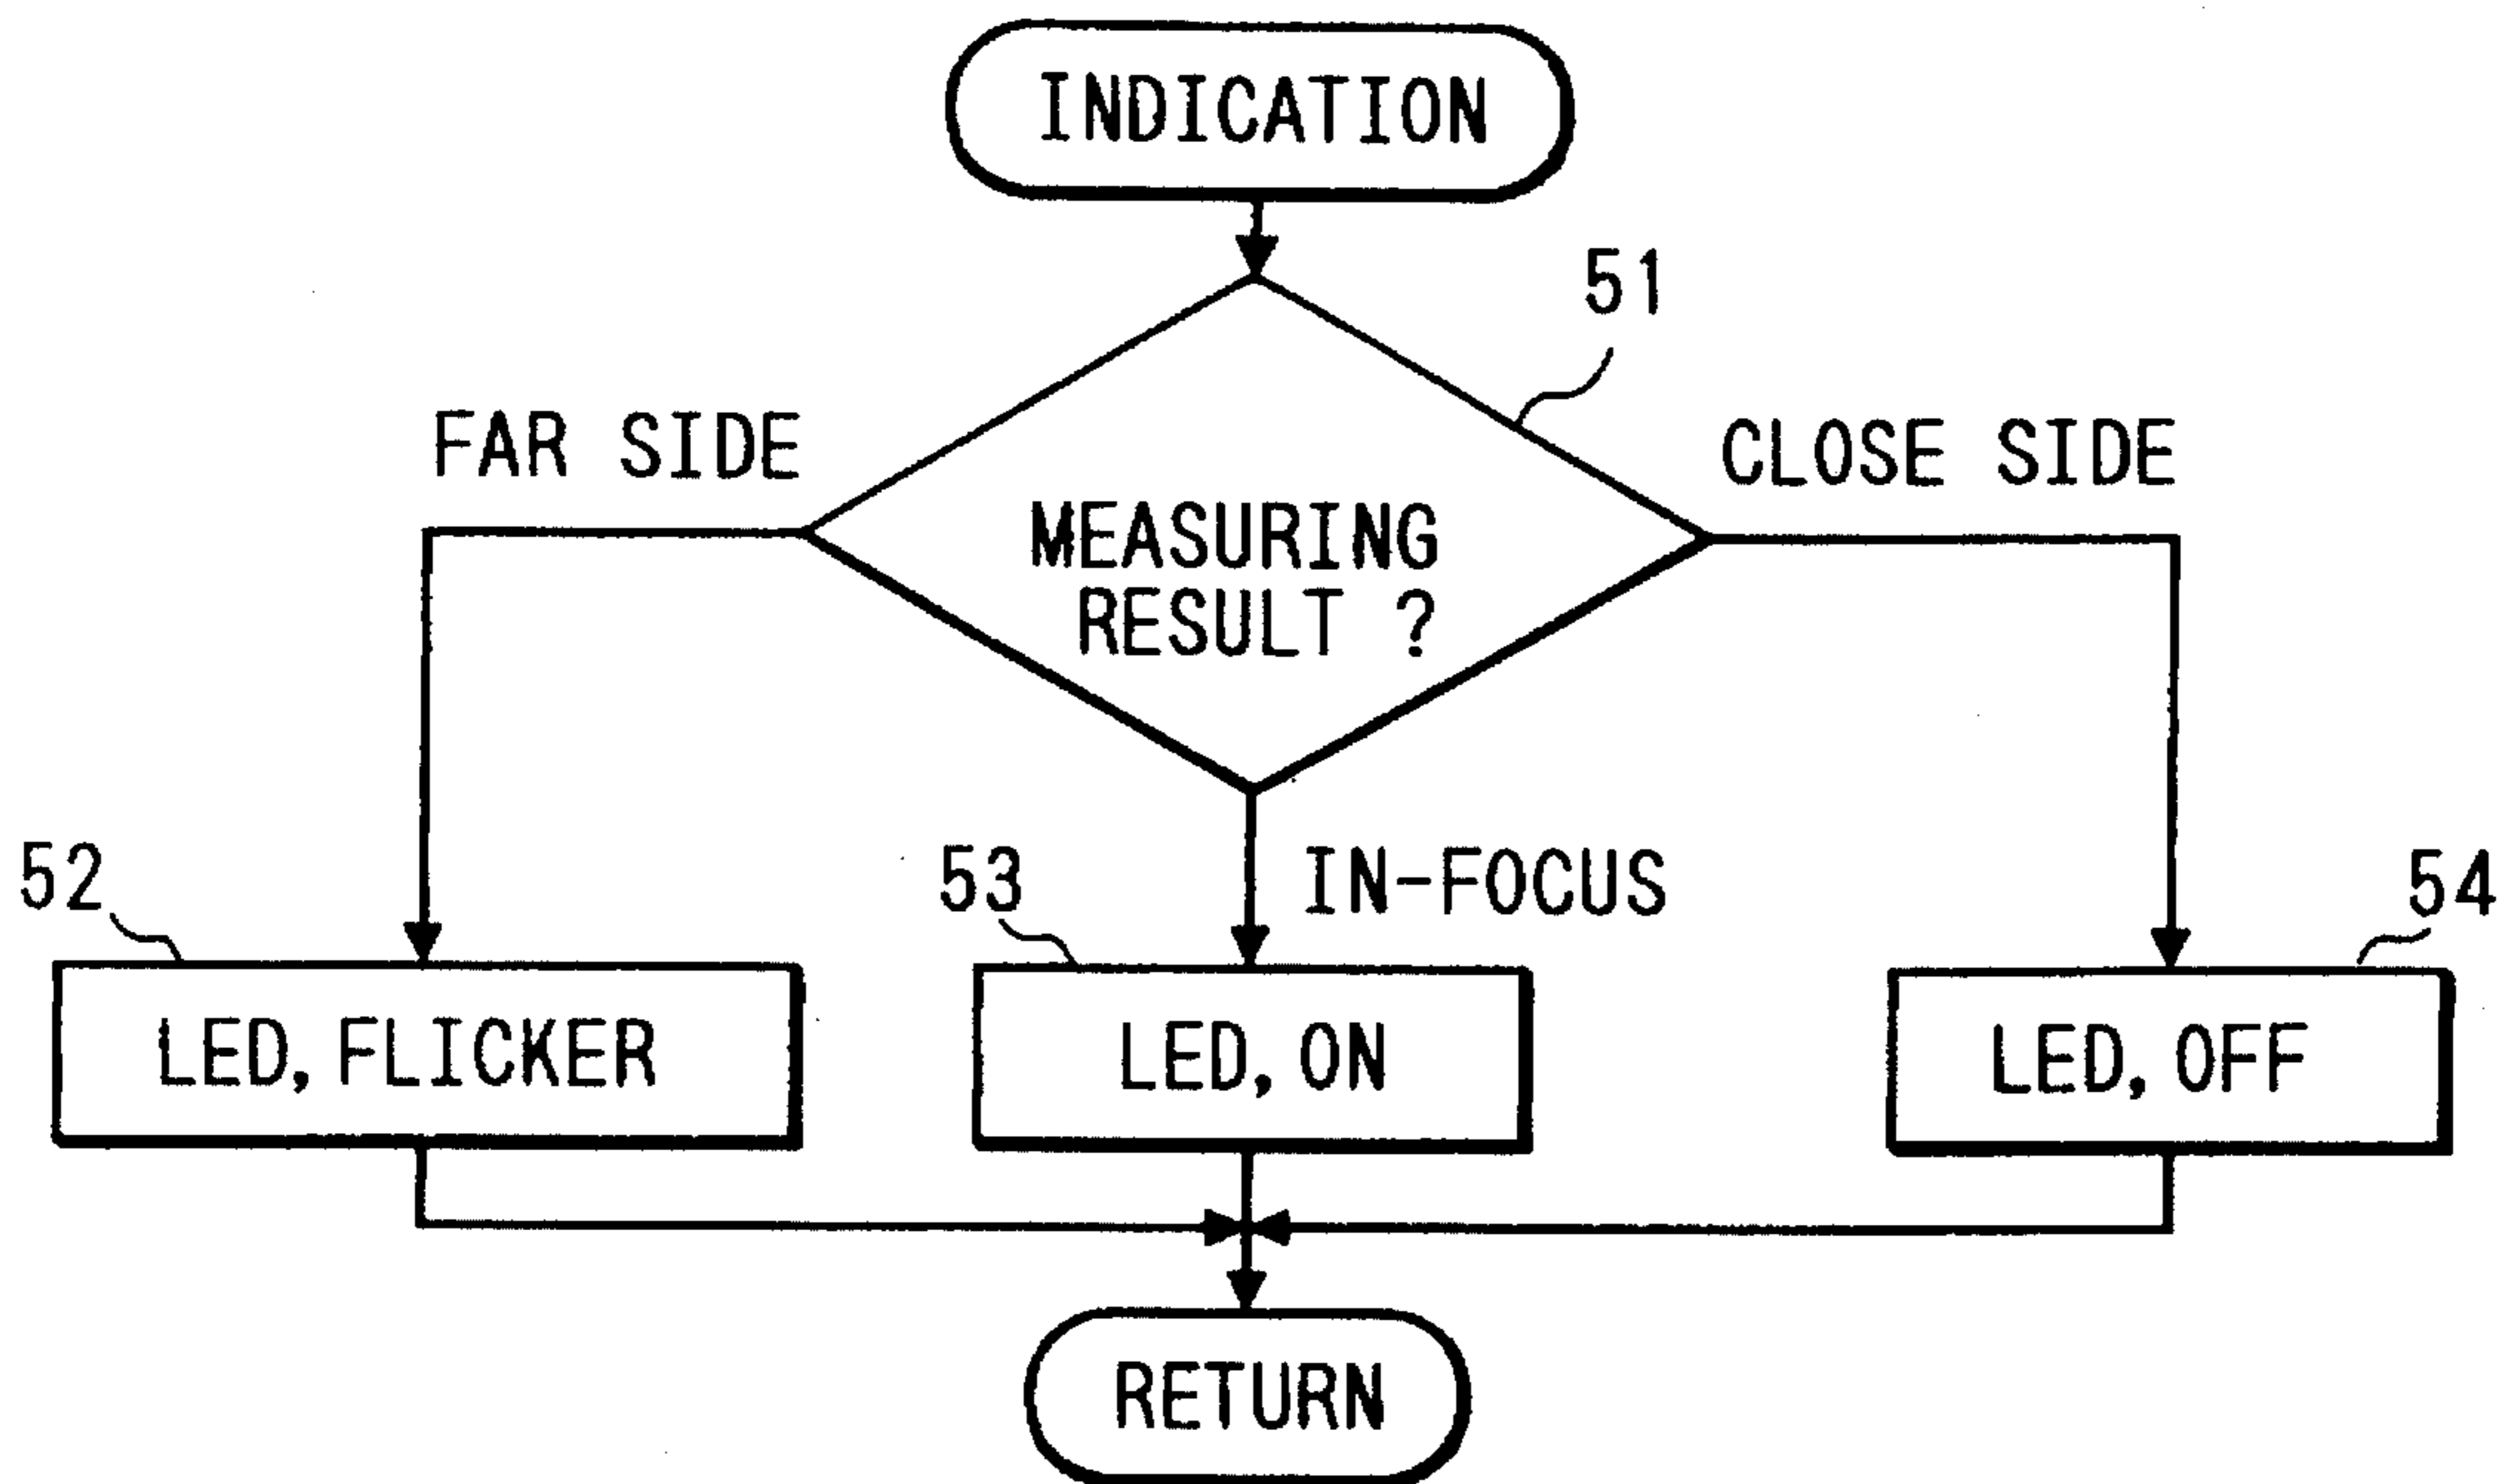 INDICATION
51
FAR SIDE
CLOSE SIDE
MEASURING
RESULT ?
52
53
IN-FOCUS
54
LED, FLICKER
LED, ON
LED, OFF
RETURN